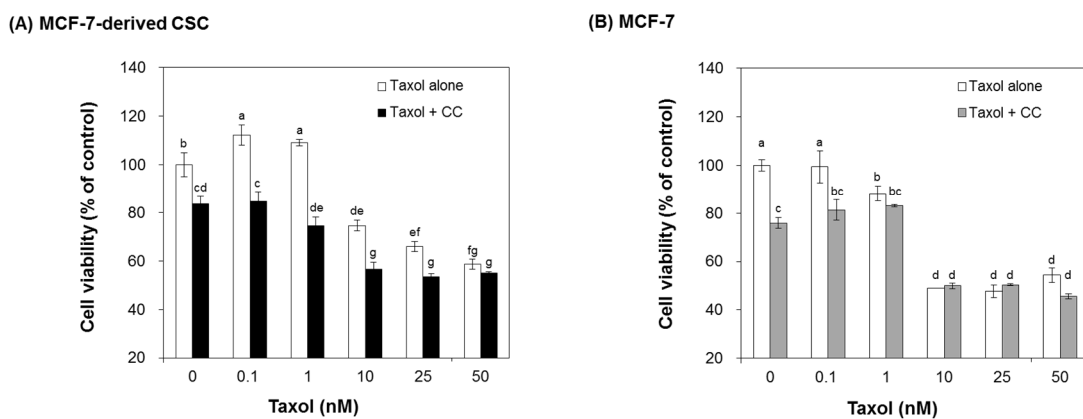 (A) MCF-7-derived CSC
140
120
100
80
60
40
20
Cell viability (% of control)
Taxol alone
Taxol + CC
b
cd
a
c
a
de
de
g
ef
g
fg
g
0
0.1
1
10
25
50
Taxol (nM)
(B) MCF-7
140
120
100
80
60
40
20
Cell viability (% of control)
Taxol alone
Taxol + CC
a
c
a
bc
b
bc
d
d
d
d
d
d
0
0.1
1
10
25
50
Taxol (nM)